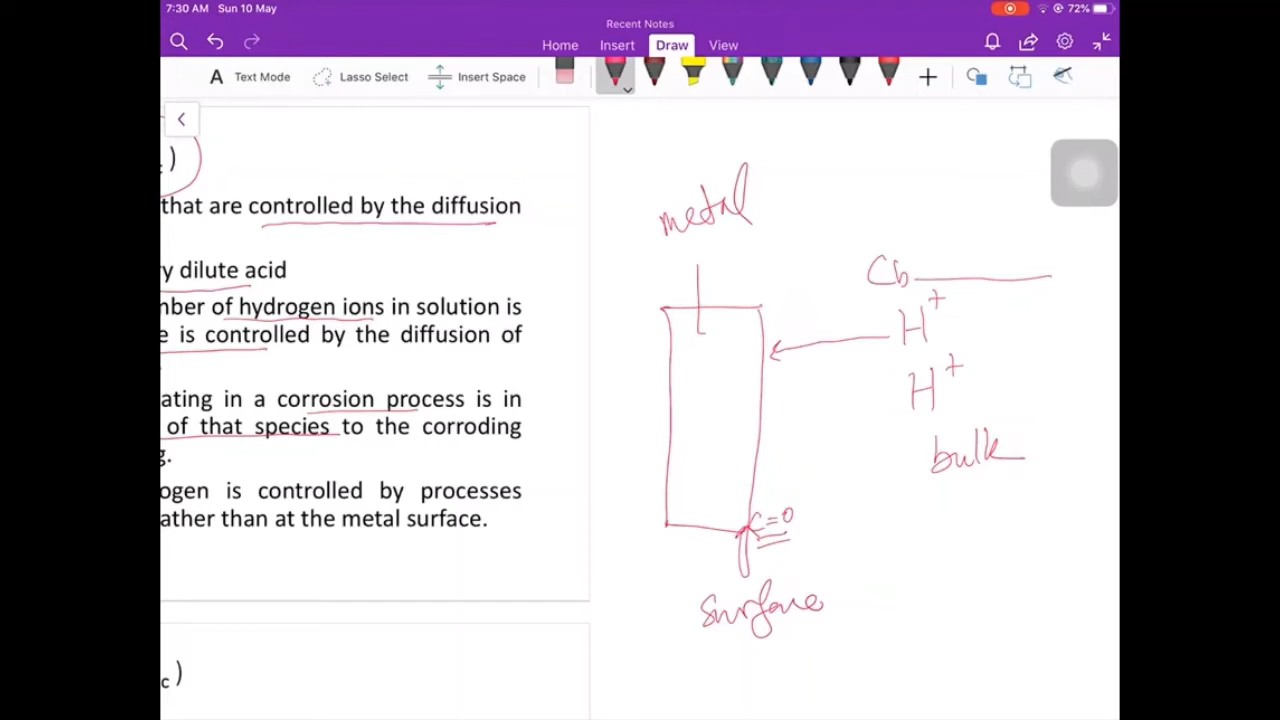 7:30 AM Sun 10 May
72%
Recent Notes
Home Insert Draw View
Text Mode Lasso Select Insert Space
)
that are controlled by the diffusion
y dilute acid
nber of hydrogen ions in solution is
e is controlled by the diffusion of
ating in a corrosion process is in
of that species to the corroding
g.
ogen is controlled by processes
ather than at the metal surface.
c)
metal
Cb
H+
H+
bulk
C=0
surface